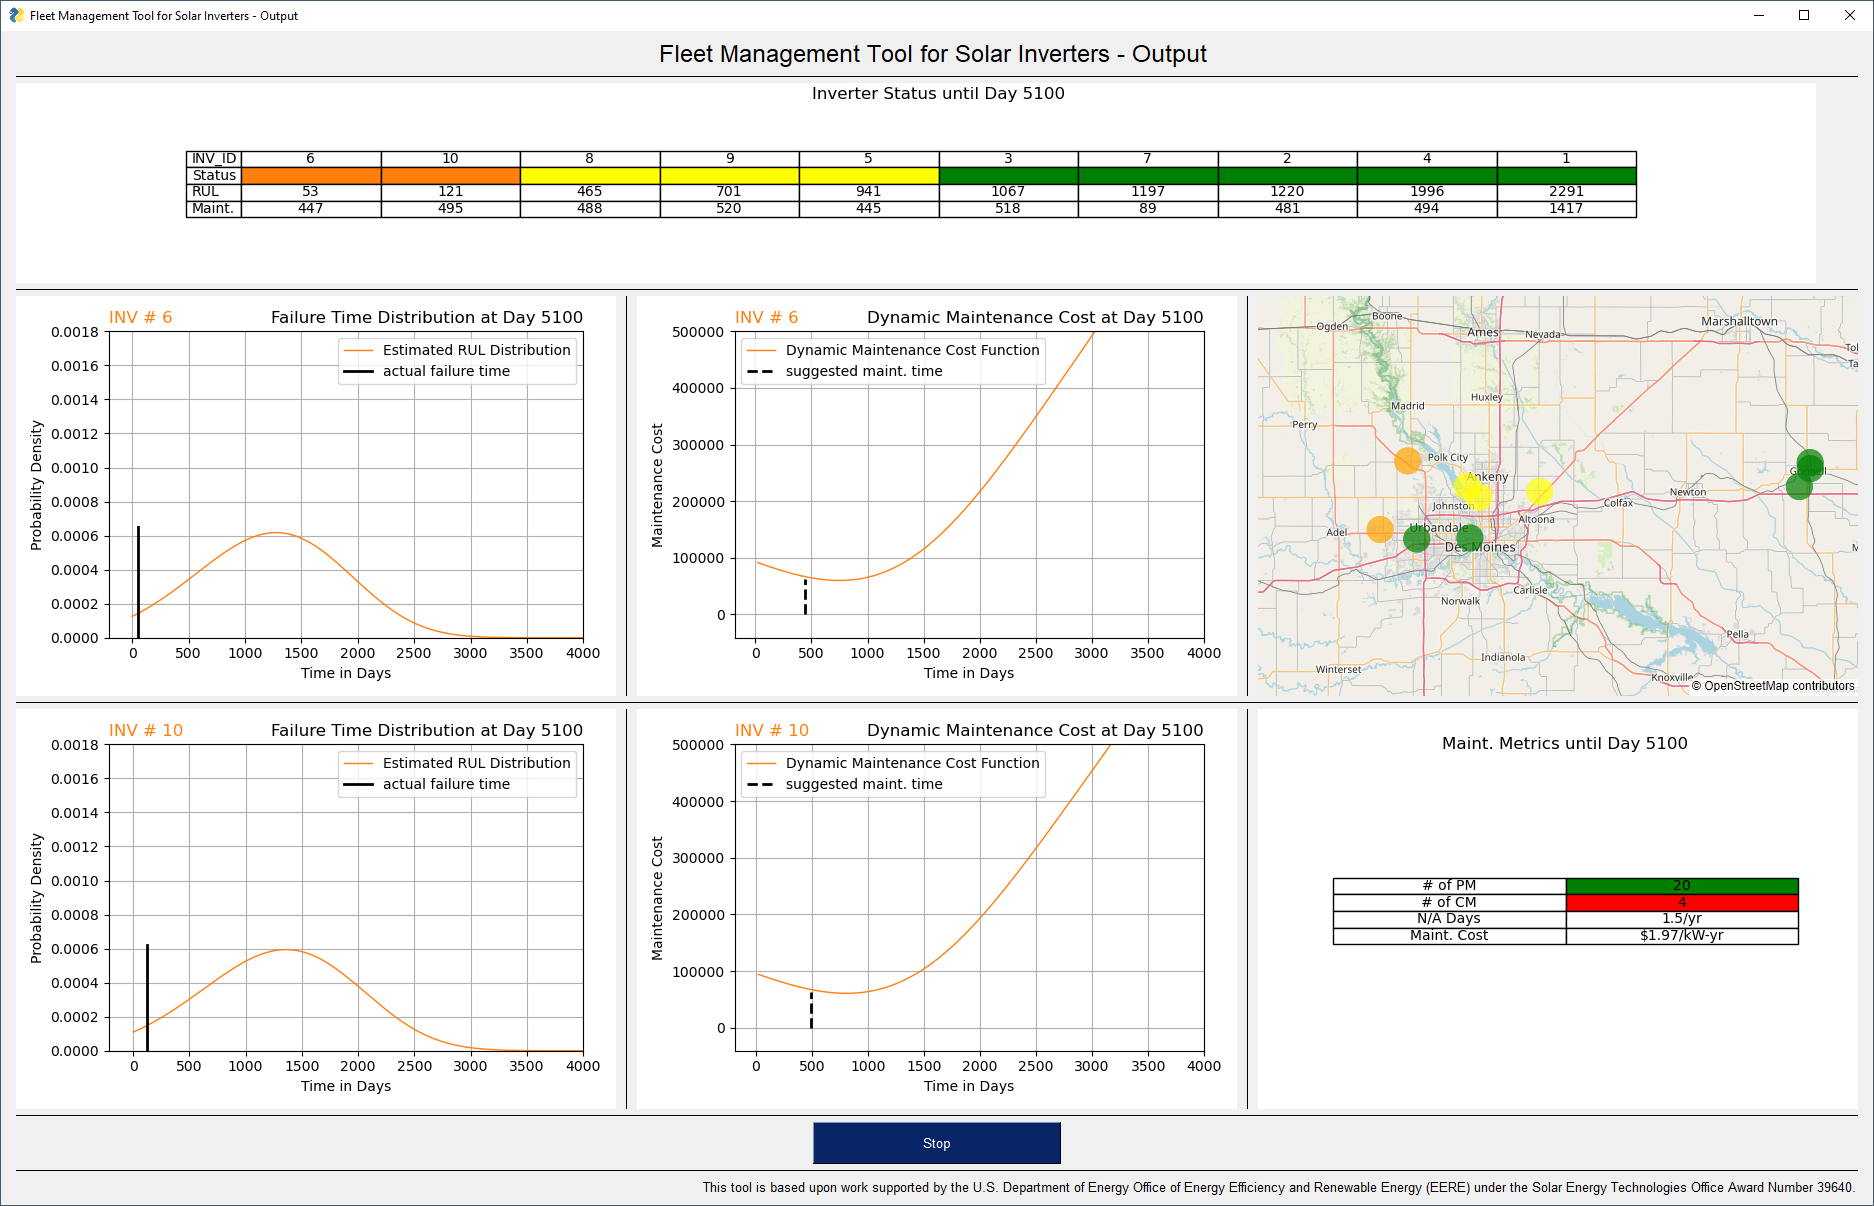 Fleet Management Tool for Solar Inverters - Output
Fleet Management Tool for Solar Inverters - Output
Inverter Status until Day 5100
INV_ID 6 10 8 9 5 3 7 2 4 1
Status
RUL 53 121 465 701 941 1067 1197 1220 1996 2291
Maint. 447 495 488 520 445 518 89 481 494 1417
INV # 6 Failure Time Distribution at Day 5100
Estimated RUL Distribution
actual failure time
Probability Density
0.0018
0.0016
0.0014
0.0012
0.0010
0.0008
0.0006
0.0004
0.0002
0.0000
0 500 1000 1500 2000 2500 3000 3500 4000
Time in Days
INV # 6 Dynamic Maintenance Cost at Day 5100
Dynamic Maintenance Cost Function
suggested maint. time
Maintenance Cost
500000
400000
300000
200000
100000
0
0 500 1000 1500 2000 2500 3000 3500 4000
Time in Days
Ogden
Boone
Ames
Nevada
Marshalltown
Tol
Ta
Madrid
Huxley
Perry
Polk City
Ankeny
Johnston
Newton
Colfax
Altoona
Adel
Urbandale
Des Moines
Carlisle
Norwalk
Pella
Indianola
Winterset
Knoxville
© OpenStreetMap contributors
INV # 10 Failure Time Distribution at Day 5100
Estimated RUL Distribution
actual failure time
Probability Density
0.0018
0.0016
0.0014
0.0012
0.0010
0.0008
0.0006
0.0004
0.0002
0.0000
0 500 1000 1500 2000 2500 3000 3500 4000
Time in Days
INV # 10 Dynamic Maintenance Cost at Day 5100
Dynamic Maintenance Cost Function
suggested maint. time
Maintenance Cost
500000
400000
300000
200000
100000
0
0 500 1000 1500 2000 2500 3000 3500 4000
Time in Days
Maint. Metrics until Day 5100
# of PM 20
# of CM 4
N/A Days 1.5/yr
Maint. Cost $1.97/kW-yr
Stop
This tool is based upon work supported by the U.S. Department of Energy Office of Energy Efficiency and Renewable Energy (EERE) under the Solar Energy Technologies Office Award Number 39640.